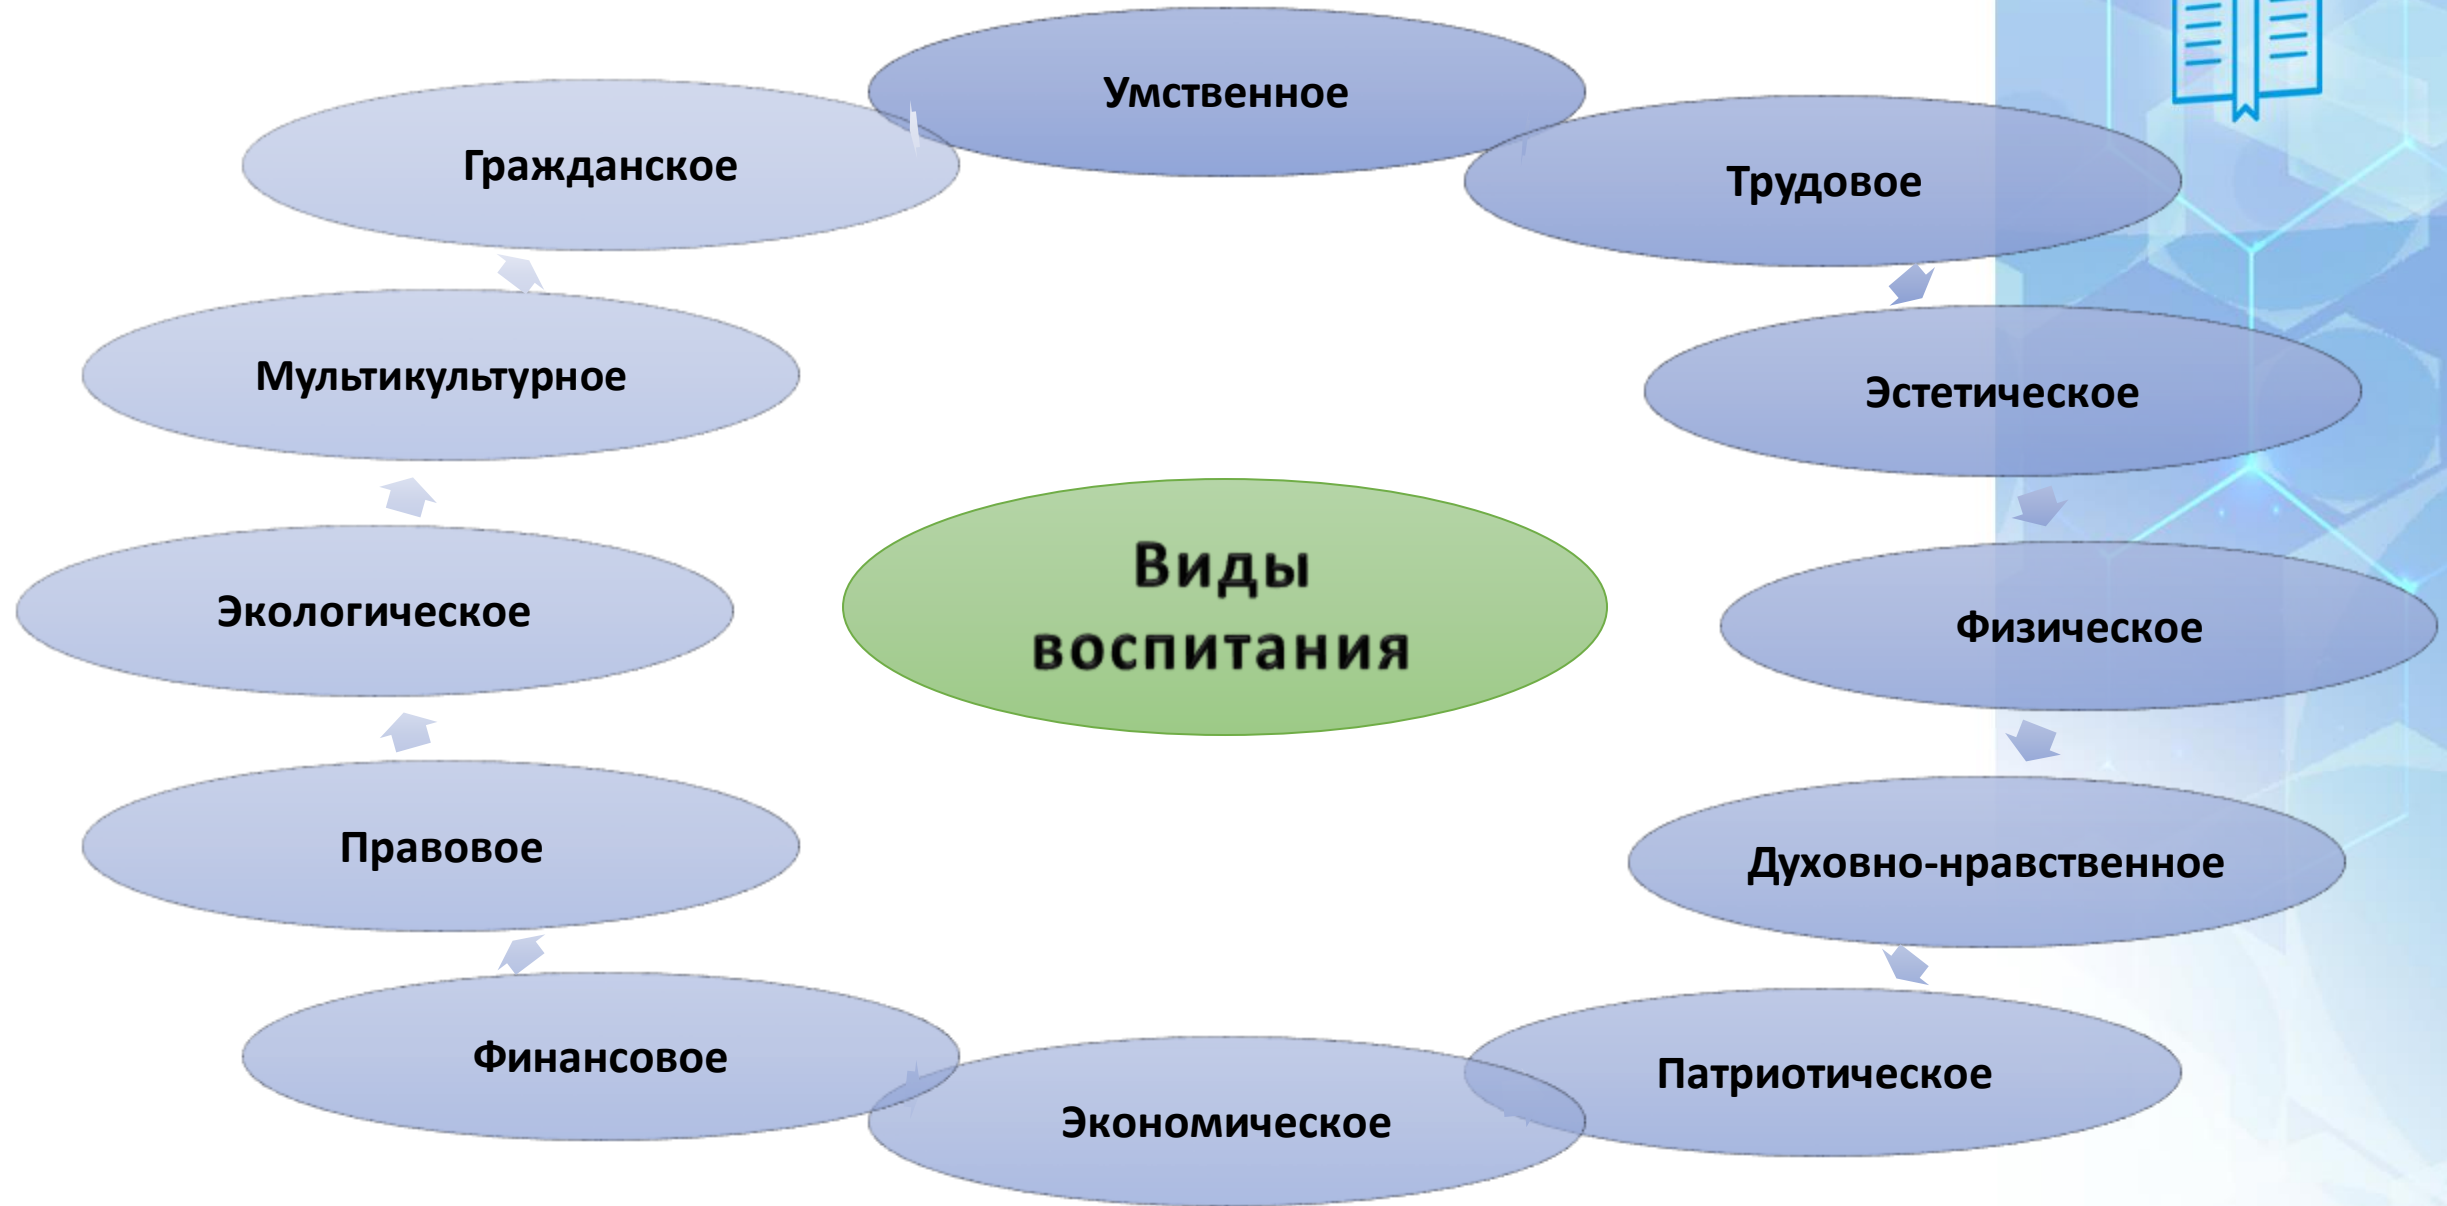 Умственное
Трудовое
Эстетическое
Физическое
Духовно-нравственное
Патриотическое
Экономическое
Финансовое
Правовое
Экологическое
Мультикультурное
Гражданское
Виды
воспитания